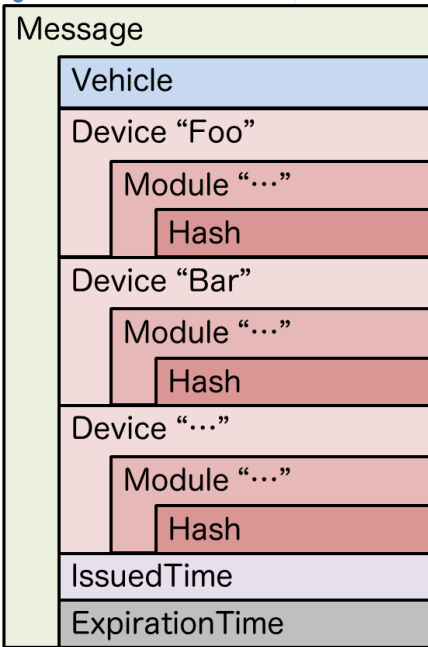 Message
Vehicle
Device “Foo”
Module “…”
Hash
Device “Bar”
Module “…”
Hash
Device “…”
Module “…”
Hash
IssuedTime
ExpirationTime